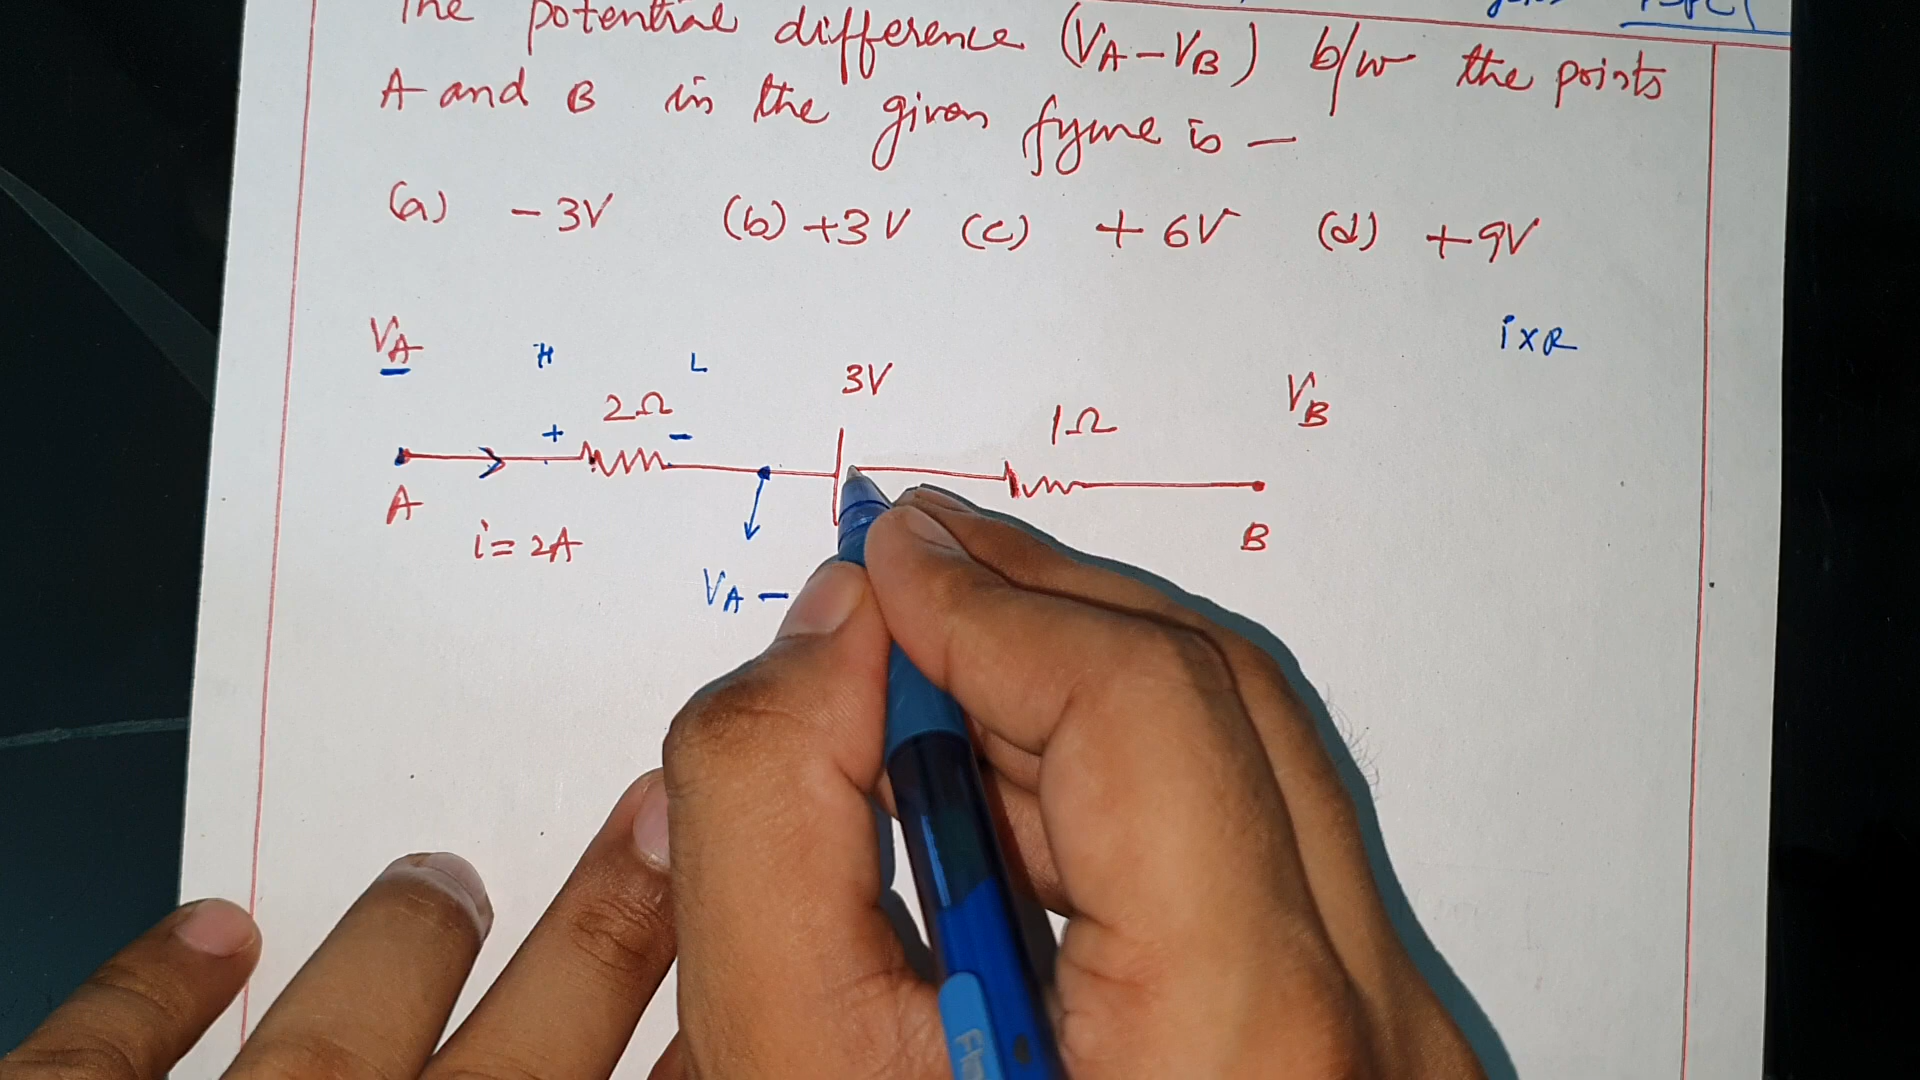 The potential difference (VA-VB) b/w the points
A and B in the given figure is -
(a) -3V (b) +3V (c) +6V (d) +9V
VA H L 3V VB i×R
2Ω 1Ω
+ -
A B
i=2A
VA -